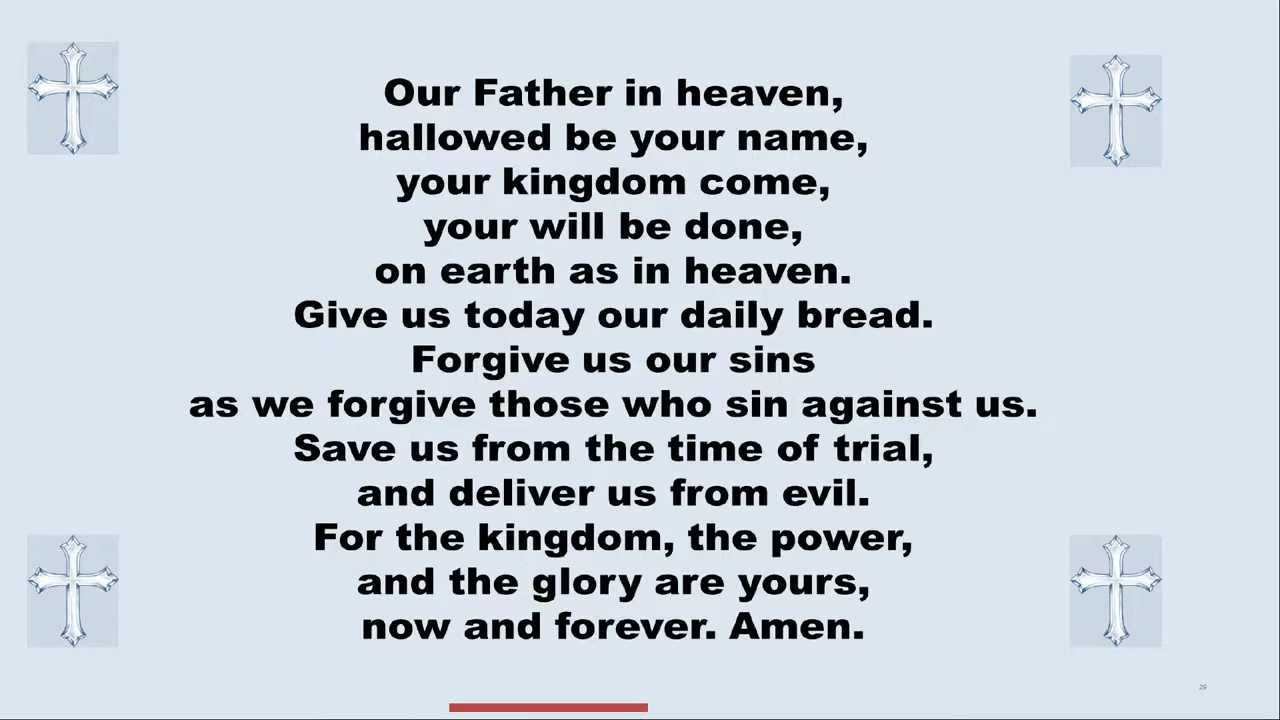 Our Father in heaven,
hallowed be your name,
your kingdom come,
your will be done,
on earth as in heaven.
Give us today our daily bread.
Forgive us our sins
as we forgive those who sin against us.
Save us from the time of trial,
and deliver us from evil.
For the kingdom, the power,
and the glory are yours,
now and forever. Amen.
29